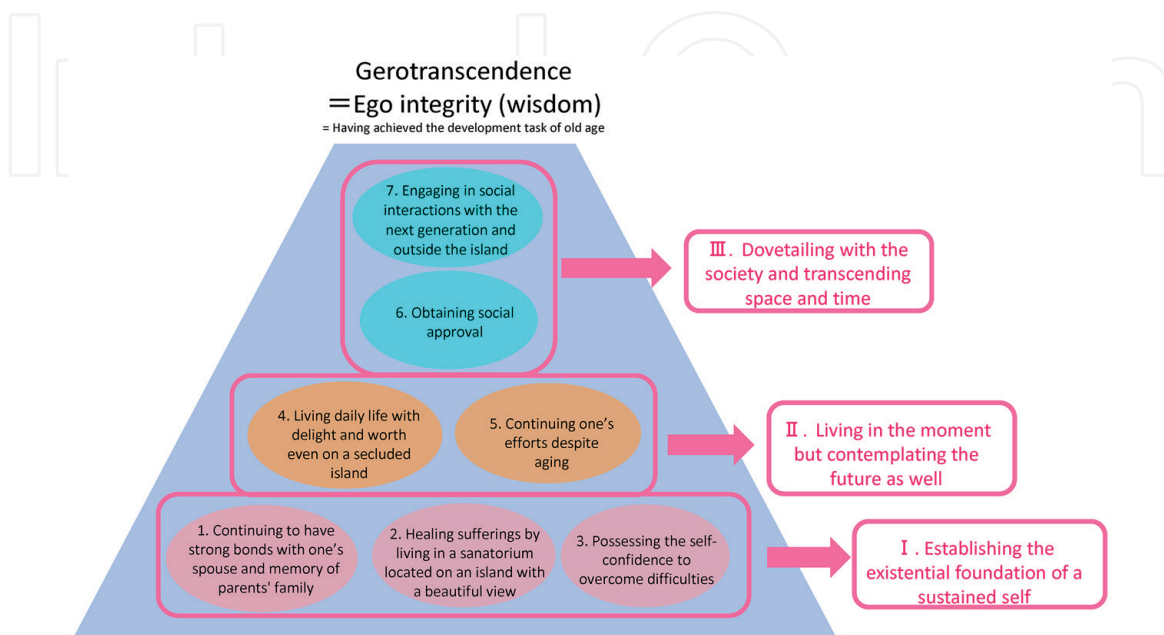 Gerotranscendence
＝Ego integrity (wisdom)
= Having achieved the development task of old age
7. Engaging in social
interactions with the
next generation and
outside the island
6. Obtaining social
approval
Ⅲ. Dovetailing with the
society and transcending
space and time
4. Living daily life with
delight and worth
even on a secluded
island
5. Continuing one’s
efforts despite
aging
Ⅱ. Living in the moment
but contemplating the
future as well
1. Continuing to have
strong bonds with one’s
spouse and memory of
parents' family
2. Healing sufferings by
living in a sanatorium
located on an island with
a beautiful view
3. Possessing the self-
confidence to
overcome difficulties
Ⅰ. Establishing the
existential foundation of a
sustained self